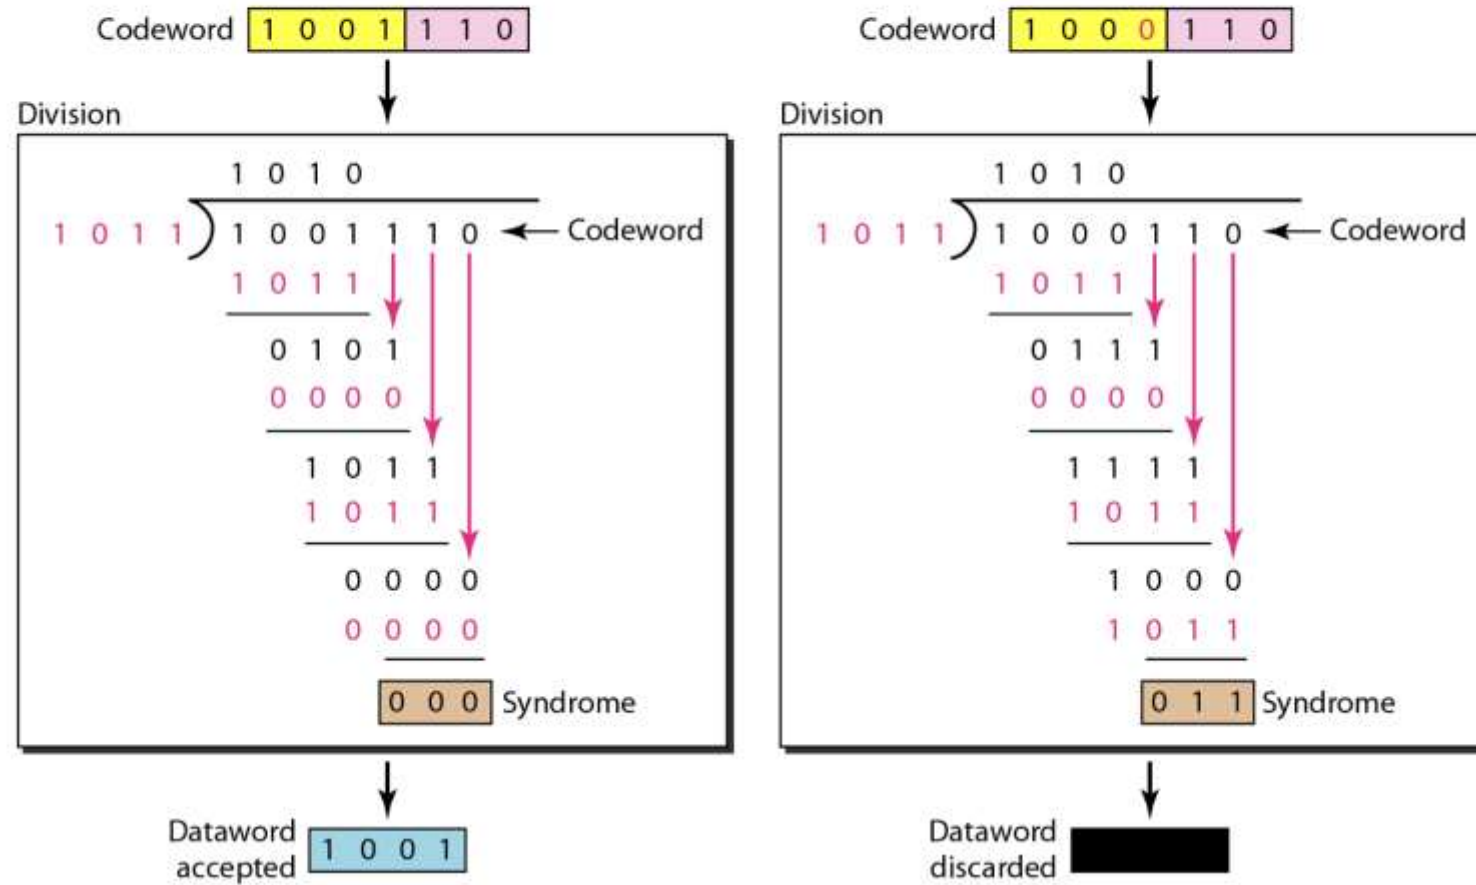 Codeword 1 0 0 1 1 1 0
Division
1 0 1 0
1 0 1 1 1 0 0 1 1 1 0 Codeword
1 0 1 1
0 1 0 1
0 0 0 0
1 0 1 1
1 0 1 1
0 0 0 0
0 0 0 0
0 0 0 Syndrome
Dataword
accepted 1 0 0 1
Codeword 1 0 0 0 1 1 0
Division
1 0 1 0
1 0 1 1 1 0 0 0 1 1 0 Codeword
1 0 1 1
0 1 1 1
0 0 0 0
1 1 1 1
1 0 1 1
1 0 0 0
1 0 1 1
0 1 1 Syndrome
Dataword
discarded